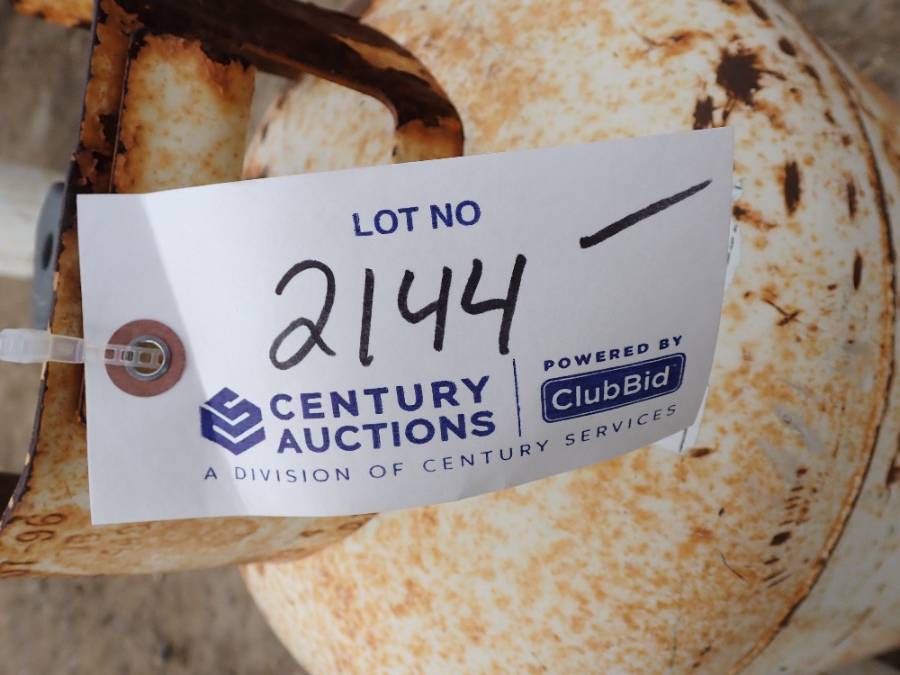 LOT NO
2144
CENTURY
AUCTIONS
POWERED BY
ClubBid
A DIVISION OF CENTURY SERVICES